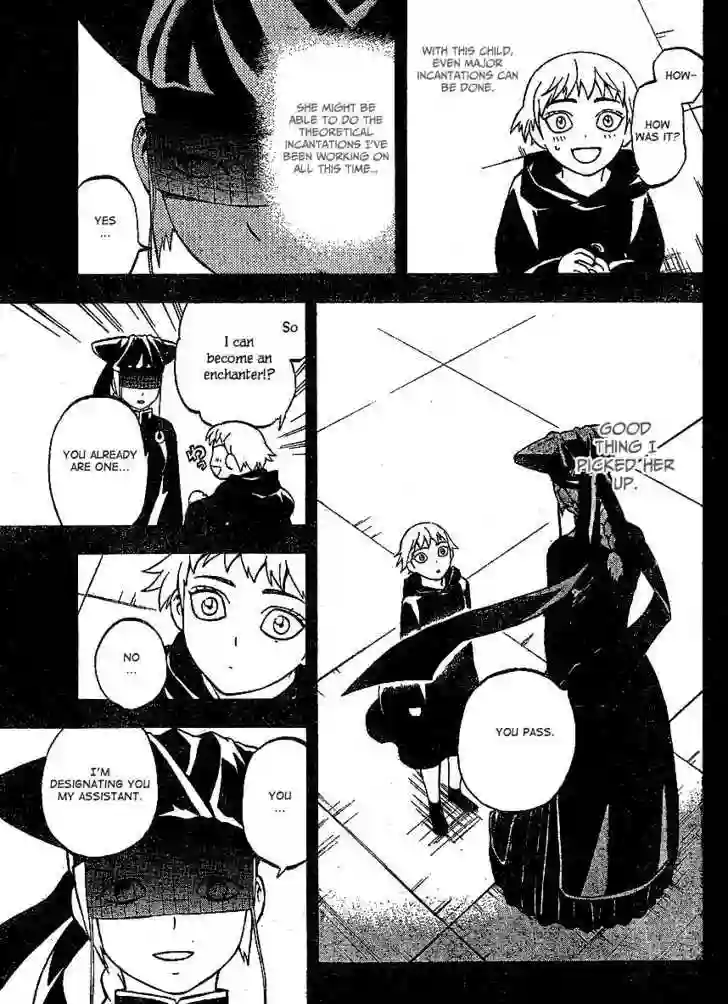 HOW-
HOW
WAS IT?
WITH THIS CHILD,
EVEN MAJOR
INCANTATIONS CAN
BE DONE.
SHE MIGHT BE
ABLE TO DO THE
THEORETICAL
INCANTATIONS I'VE
BEEN WORKING ON
ALL THIS TIME...
YES
...
GOOD
THING I
PICKED HER
UP.
YOU PASS.
So
I can
become an
enchanter!?
!?
YOU ALREADY
ARE ONE...
NO
...
YOU
...
I'M
DESIGNATING YOU
MY ASSISTANT.